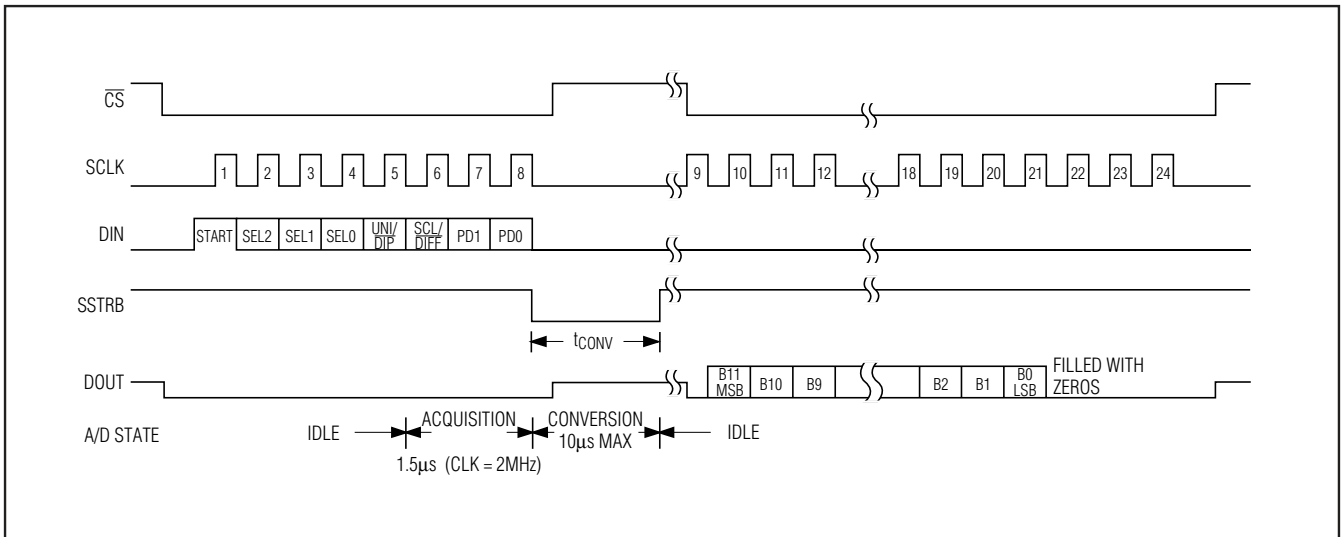 CS
SCLK 1 2 3 4 5 6 7 8 9 10 11 12 18 19 20 21 22 23 24
DIN START SEL2 SEL1 SEL0 UNI/DIP SCL/DIFF PD1 PD0
SSTRB
tCONV
DOUT B11 MSB B10 B9 B2 B1 B0 LSB FILLED WITH ZEROS
A/D STATE IDLE ACQUISITION CONVERSION IDLE
10µs MAX
1.5µs (CLK = 2MHz)